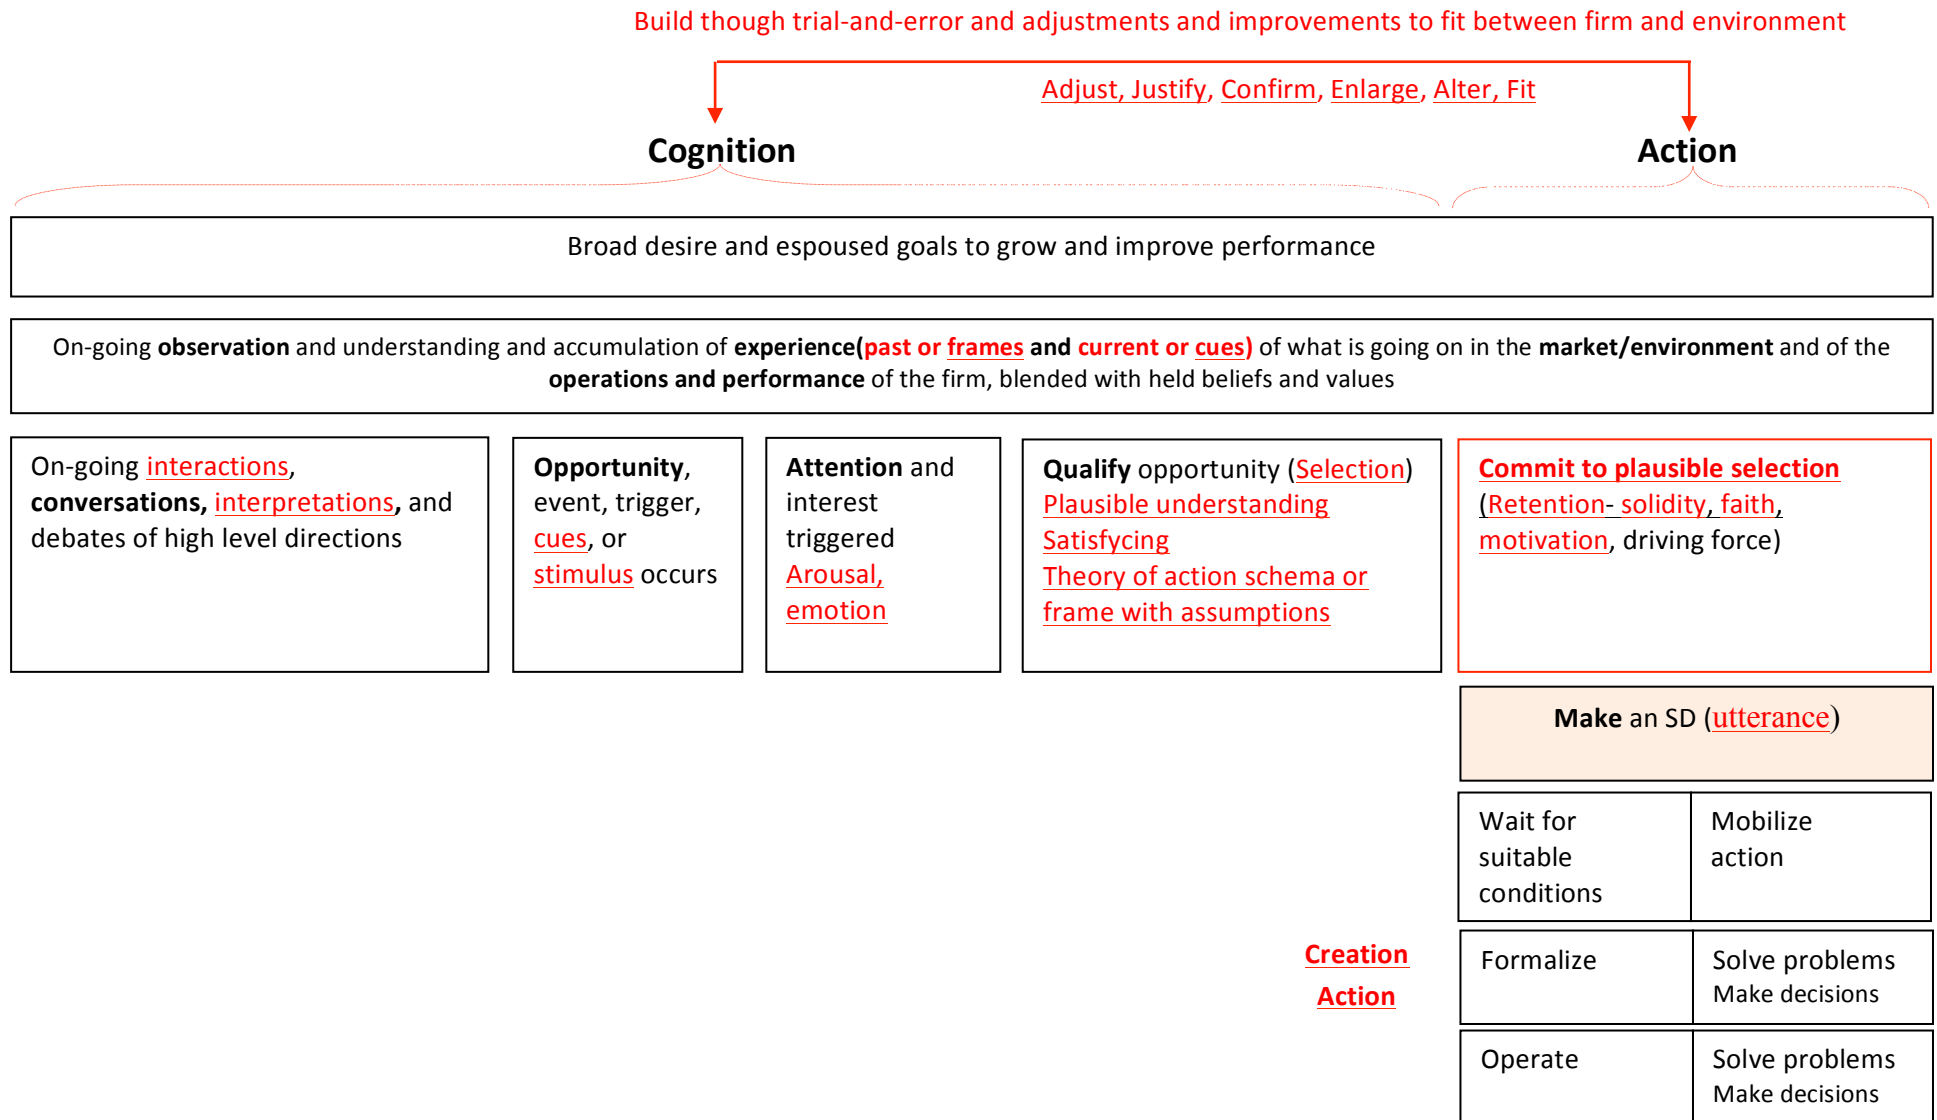 Build though trial-and-error and adjustments and improvements to fit between firm and environment
Adjust, Justify, Confirm, Enlarge, Alter, Fit
Cognition
Action
Broad desire and espoused goals to grow and improve performance
On-going observation and understanding and accumulation of experience(past or frames and current or cues) of what is going on in the market/environment and of the
operations and performance of the firm, blended with held beliefs and values
On-going interactions,
conversations, interpretations, and
debates of high level directions
Opportunity,
event, trigger,
cues, or
stimulus occurs
Attention and
interest
triggered
Arousal,
emotion
Qualify opportunity (Selection)
Plausible understanding
Satisfycing
Theory of action schema or
frame with assumptions
Commit to plausible selection
(Retention- solidity, faith,
motivation, driving force)
Make an SD (utterance)
Wait for
suitable
conditions
Mobilize
action
Creation
Action
Formalize
Solve problems
Make decisions
Operate
Solve problems
Make decisions